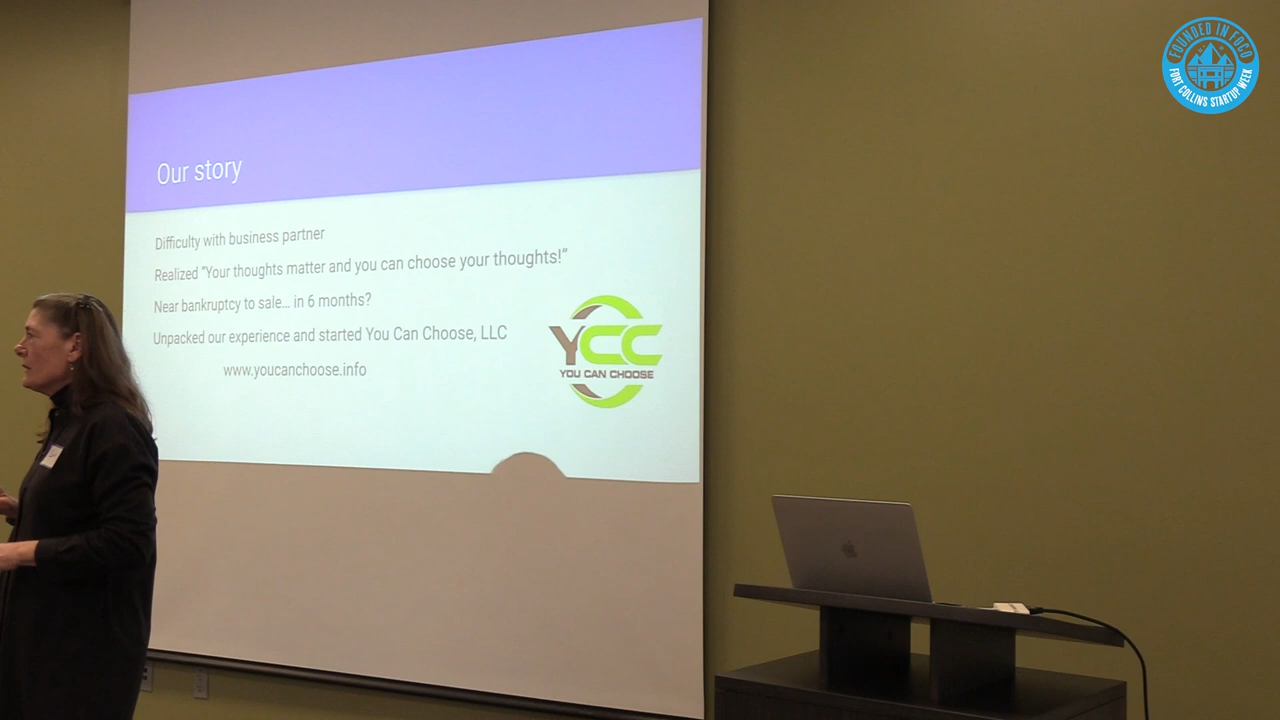 FOUNDED IN FOCO
FORT COLLINS STARTUP WEEK
Our story
Difficulty with business partner
Realized “Your thoughts matter and you can choose your thoughts!”
Near bankruptcy to sale... in 6 months?
Unpacked our experience and started You Can Choose, LLC
www.youcanchoose.info
YCC
YOU CAN CHOOSE